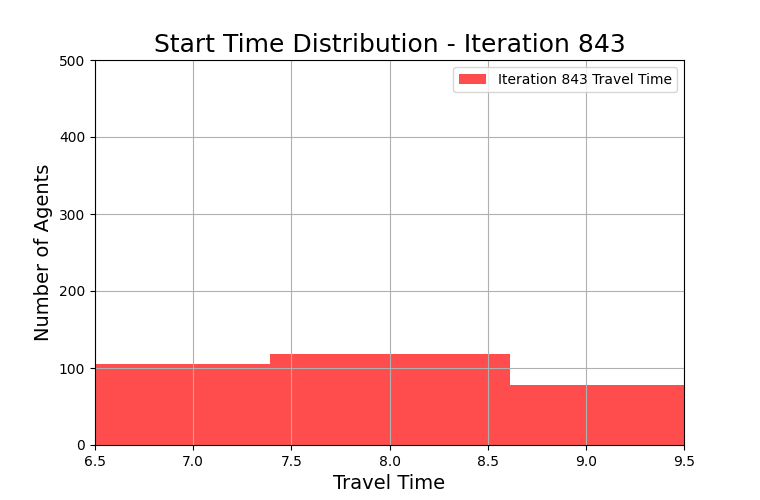 Start Time Distribution - Iteration 843
Iteration 843 Travel Time
Number of Agents
500
400
300
200
100
0
6.5 7.0 7.5 8.0 8.5 9.0 9.5
Travel Time